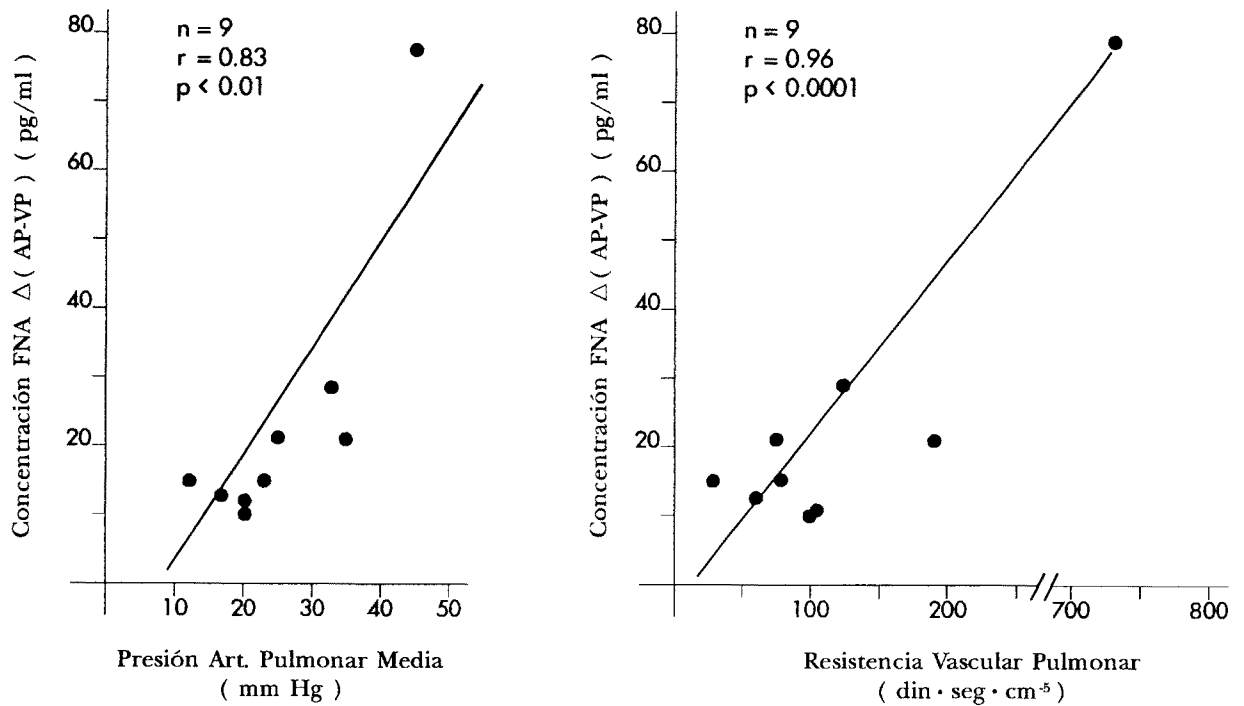 n = 9
r = 0.83
p < 0.01
Concentración FNA △ ( AP-VP ) ( pg/ml )
80
60
40
20
10
20
30
40
50
Presión Art. Pulmonar Media
( mm Hg )
n = 9
r = 0.96
p < 0.0001
Concentración FNA △ ( AP-VP ) ( pg/ml )
80
60
40
20
100
200
700
800
Resistencia Vascular Pulmonar
( din · seg · cm⁻⁵ )